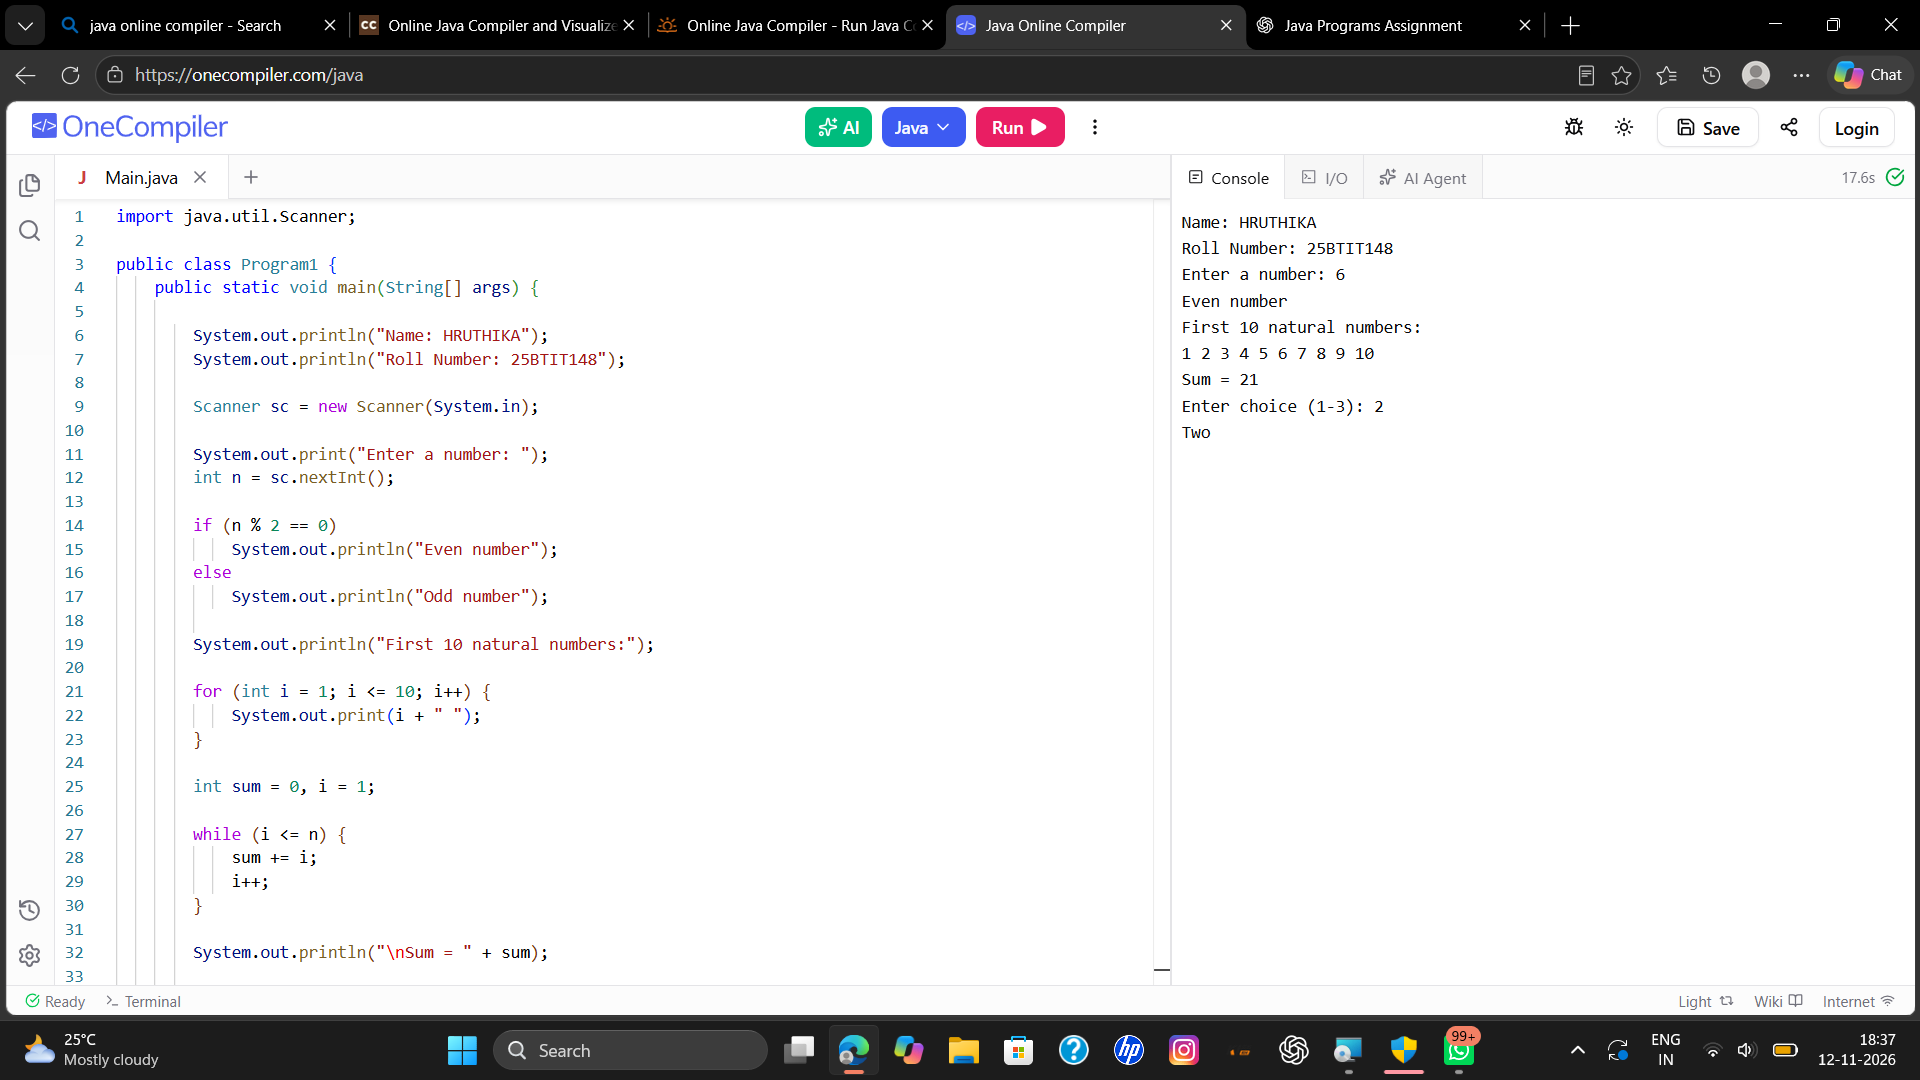 java online compiler - Search
CC Online Java Compiler and Visualize
Online Java Compiler - Run Java Co
</> Java Online Compiler
Java Programs Assignment
https://onecompiler.com/java
Chat
</> OneCompiler
AI
Java
Run
Save
Login
J Main.java
Console
I/O
AI Agent
17.6s
1 import java.util.Scanner;
2
3 public class Program1 {
4 public static void main(String[] args) {
5
6 System.out.println("Name: HRUTHIKA");
7 System.out.println("Roll Number: 25BTIT148");
8
9 Scanner sc = new Scanner(System.in);
10
11 System.out.print("Enter a number: ");
12 int n = sc.nextInt();
13
14 if (n % 2 == 0)
15 System.out.println("Even number");
16 else
17 System.out.println("Odd number");
18
19 System.out.println("First 10 natural numbers:");
20
21 for (int i = 1; i <= 10; i++) {
22 System.out.print(i + " ");
23 }
24
25 int sum = 0, i = 1;
26
27 while (i <= n) {
28 sum += i;
29 i++;
30 }
31
32 System.out.println("\nSum = " + sum);
33
Name: HRUTHIKA
Roll Number: 25BTIT148
Enter a number: 6
Even number
First 10 natural numbers:
1 2 3 4 5 6 7 8 9 10
Sum = 21
Enter choice (1-3): 2
Two
Ready
Terminal
Light
Wiki
Internet
25°C
Mostly cloudy
Search
hp
99+
ENG
IN
18:37
12-11-2026